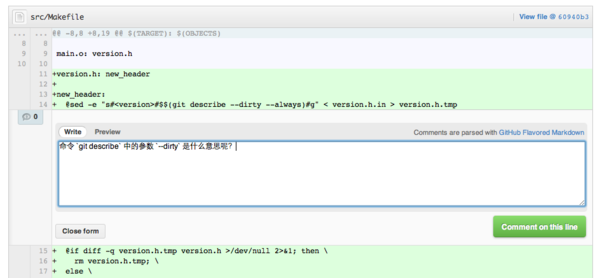 src/Makefile
View file @ 60940b3
... ... @@ -8,8 +8,19 @@ $(TARGET): $(OBJECTS)
8 8
9 9 main.o: version.h
10 10
11 +version.h: new_header
12 +
13 +new_header:
14 + @sed -e "s#<version>#$$(git describe --dirty --always)#g" < version.h.in > version.h.tmp
0
Write Preview Comments are parsed with GitHub Flavored Markdown
命令 `git describe` 中的参数 `--dirty` 是什么意思呢?
Close form
Comment on this line
15 + @if diff -q version.h.tmp version.h >/dev/null 2>&1; then \
16 + rm version.h.tmp; \
17 + else \